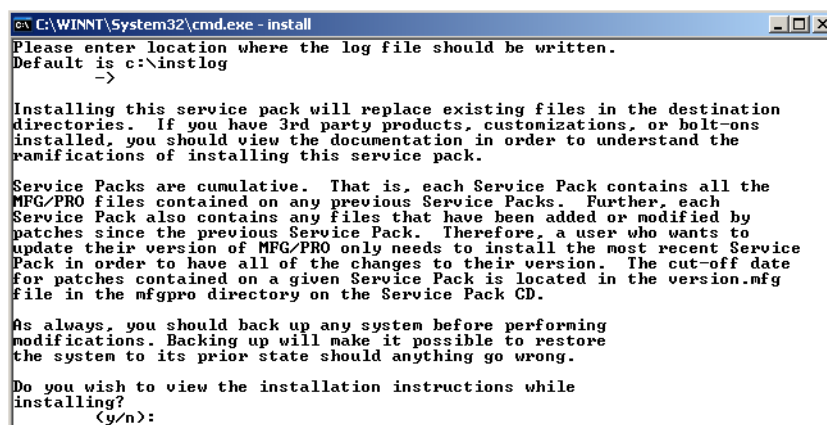 C:\WINNT\System32\cmd.exe - install
Please enter location where the log file should be written.
Default is c:\instlog
->
Installing this service pack will replace existing files in the destination
directories. If you have 3rd party products, customizations, or bolt-ons
installed, you should view the documentation in order to understand the
ramifications of installing this service pack.
Service Packs are cumulative. That is, each Service Pack contains all the
MFG/PRO files contained on any previous Service Packs. Further, each
Service Pack also contains any files that have been added or modified by
patches since the previous Service Pack. Therefore, a user who wants to
update their version of MFG/PRO only needs to install the most recent Service
Pack in order to have all of the changes to their version. The cut-off date
for patches contained on a given Service Pack is located in the version.mfg
file in the mfgpro directory on the Service Pack CD.
As always, you should back up any system before performing
modifications. Backing up will make it possible to restore
the system to its prior state should anything go wrong.
Do you wish to view the installation instructions while
installing?
(y/n):